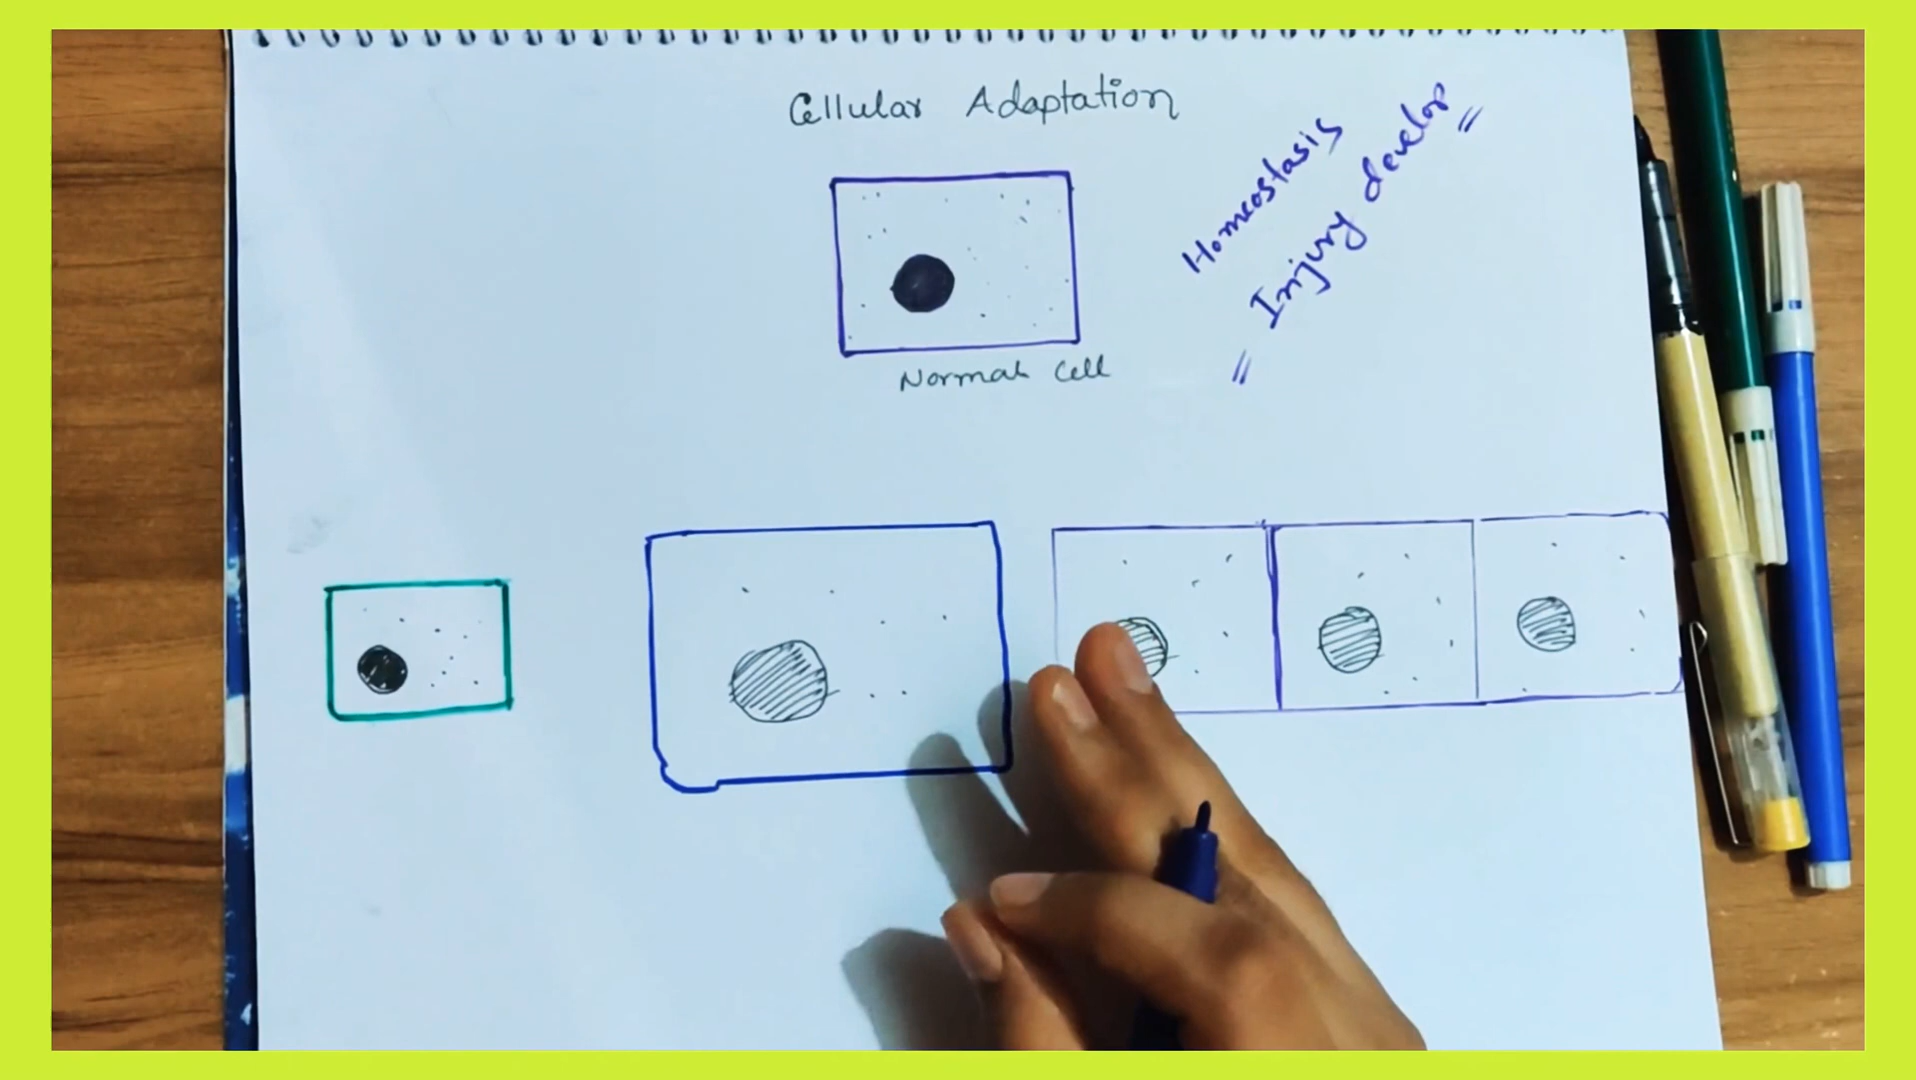 Cellular Adaptation
Homeostasis
Injury develop
Normal Cell